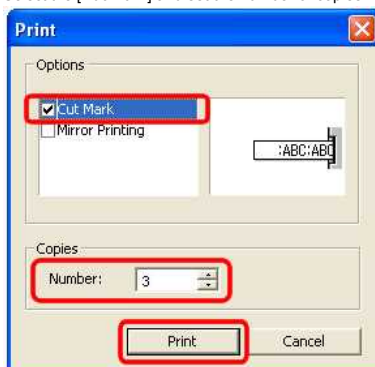 Print
Options
Cut Mark
Mirror Printing
:ABC:ABC
Copies
Number: 3
Print Cancel